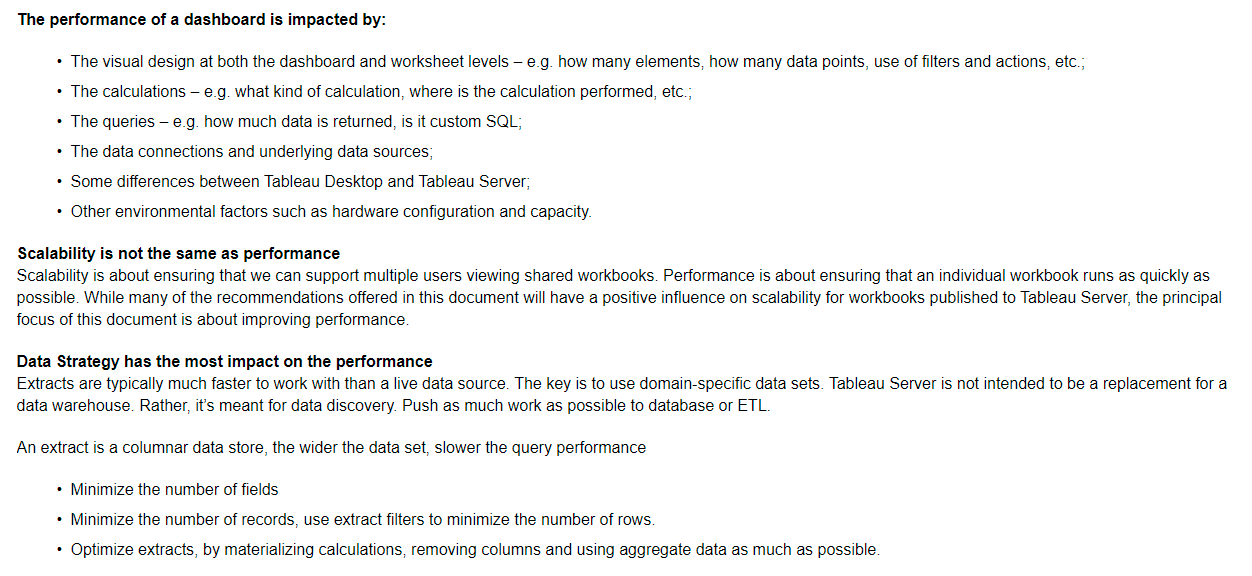 The performance of a dashboard is impacted by:
• The visual design at both the dashboard and worksheet levels – e.g. how many elements, how many data points, use of filters and actions, etc.;
• The calculations – e.g. what kind of calculation, where is the calculation performed, etc.;
• The queries – e.g. how much data is returned, is it custom SQL;
• The data connections and underlying data sources;
• Some differences between Tableau Desktop and Tableau Server;
• Other environmental factors such as hardware configuration and capacity.
Scalability is not the same as performance
Scalability is about ensuring that we can support multiple users viewing shared workbooks. Performance is about ensuring that an individual workbook runs as quickly as
possible. While many of the recommendations offered in this document will have a positive influence on scalability for workbooks published to Tableau Server, the principal
focus of this document is about improving performance.
Data Strategy has the most impact on the performance
Extracts are typically much faster to work with than a live data source. The key is to use domain-specific data sets. Tableau Server is not intended to be a replacement for a
data warehouse. Rather, it’s meant for data discovery. Push as much work as possible to database or ETL.
An extract is a columnar data store, the wider the data set, slower the query performance
• Minimize the number of fields
• Minimize the number of records, use extract filters to minimize the number of rows.
• Optimize extracts, by materializing calculations, removing columns and using aggregate data as much as possible.